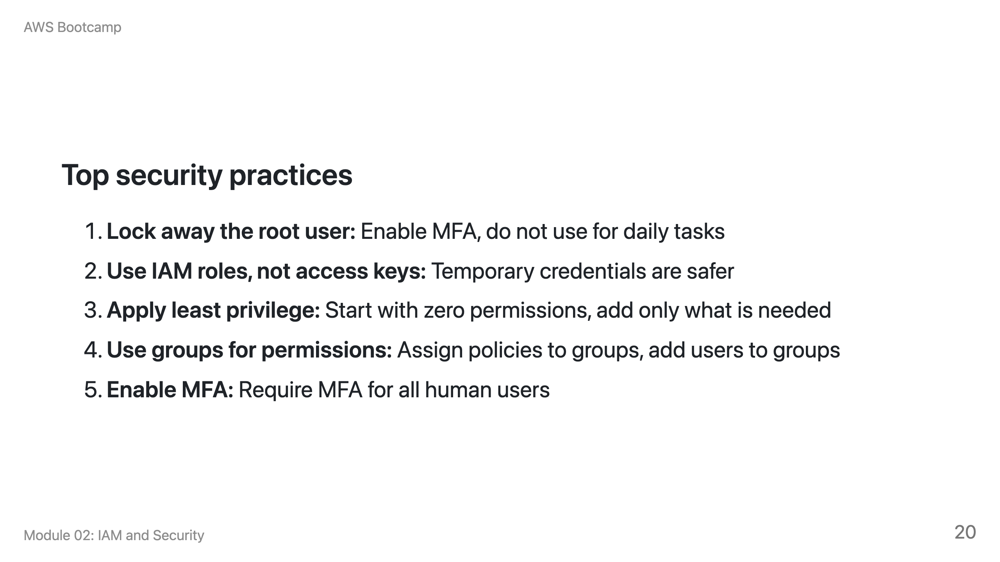 AWS Bootcamp
Top security practices
1. Lock away the root user: Enable MFA, do not use for daily tasks
2. Use IAM roles, not access keys: Temporary credentials are safer
3. Apply least privilege: Start with zero permissions, add only what is needed
4. Use groups for permissions: Assign policies to groups, add users to groups
5. Enable MFA: Require MFA for all human users
Module 02: IAM and Security
20